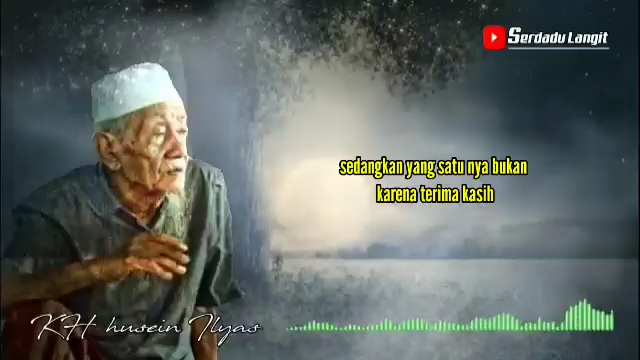 Serdadu Langit
sedangkan yang satu nya bukan
karena terima kasih
KH husein Ilyas